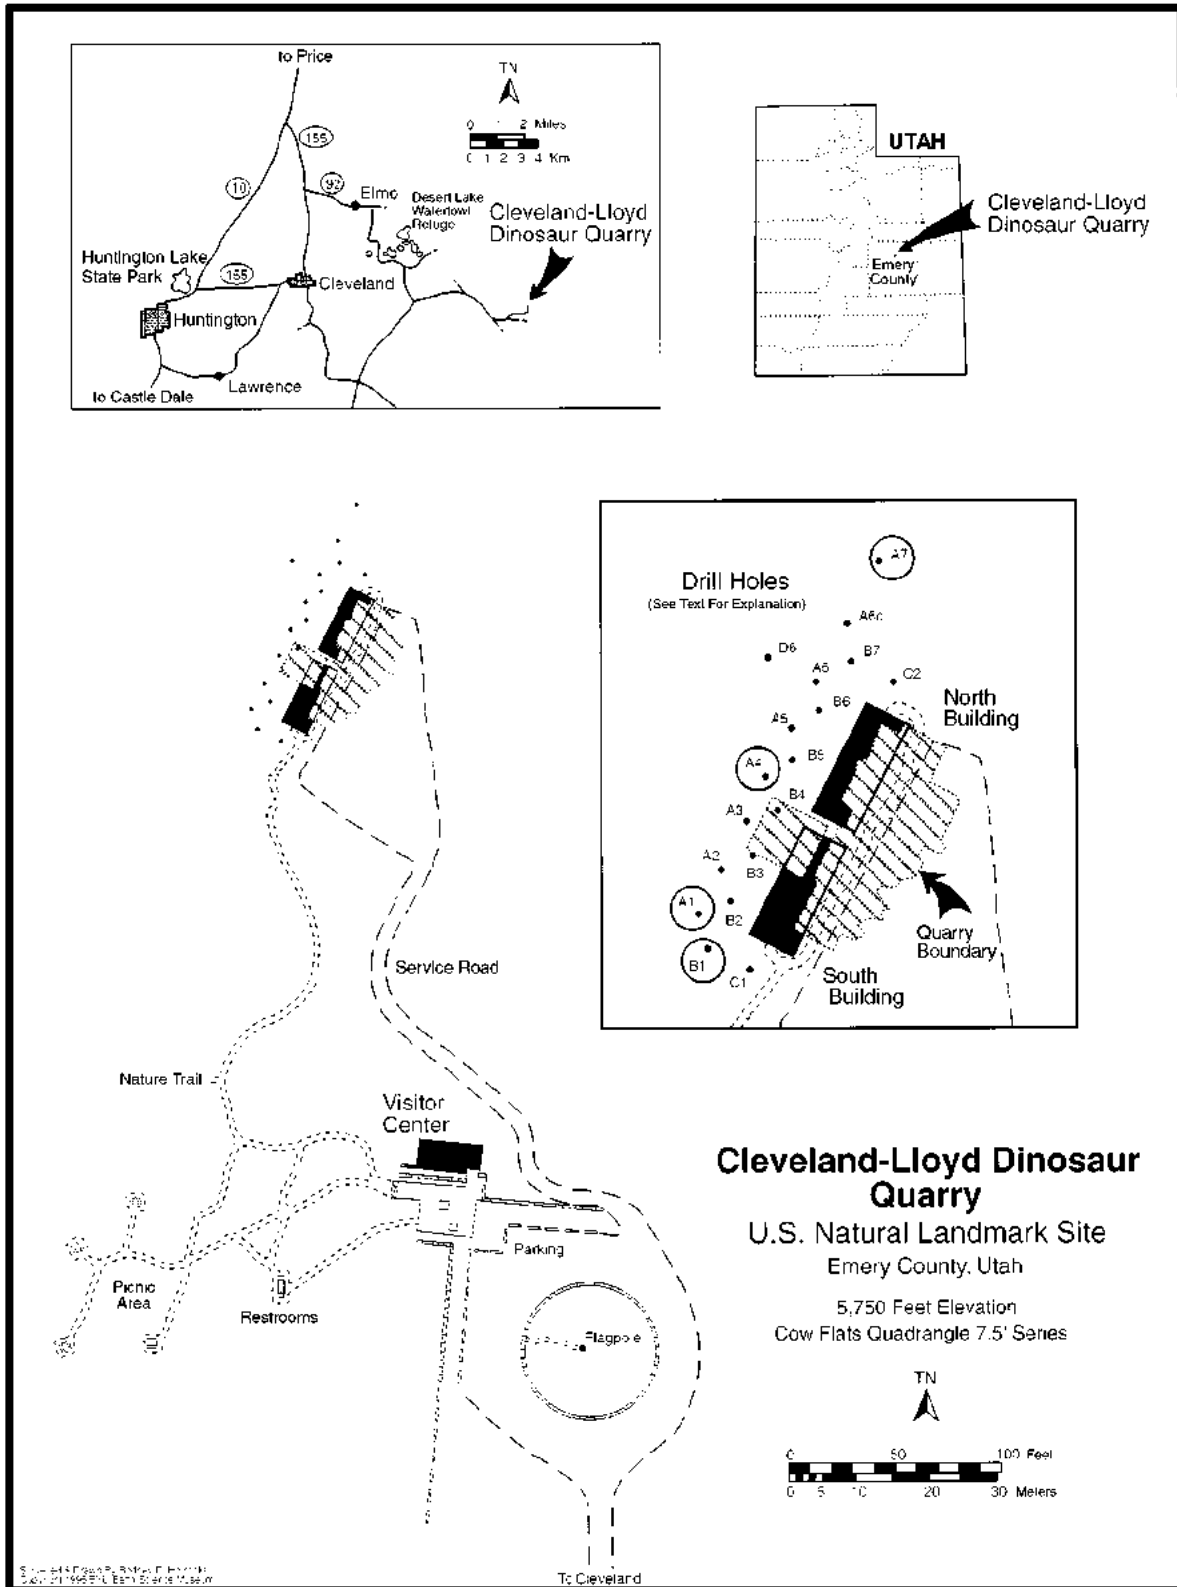 to Price
TN
0 1 2 Miles
0 1 2 3 4 Km
155
10
92
Elmo
Desert Lake
Waterfowl
Refuge
Cleveland-Lloyd
Dinosaur Quarry
Huntington Lake
State Park
155
Cleveland
Huntington
Lawrence
to Castle Dale
UTAH
Cleveland-Lloyd
Dinosaur Quarry
Emery
County
Drill Holes
(See Text For Explanation)
A7
A6c
D6
B7
A6
C2
B6
North
Building
A5
B5
A4
B4
A3
A2
B3
A1
B2
B1
C1
Quarry
Boundary
South
Building
Service Road
Nature Trail
Visitor
Center
Parking
Picnic
Area
Restrooms
Flagpole
To Cleveland
Cleveland-Lloyd Dinosaur
Quarry
U.S. Natural Landmark Site
Emery County, Utah
5,750 Feet Elevation
Cow Flats Quadrangle 7.5' Series
TN
0 50 100 Feet
0 5 10 20 30 Meters